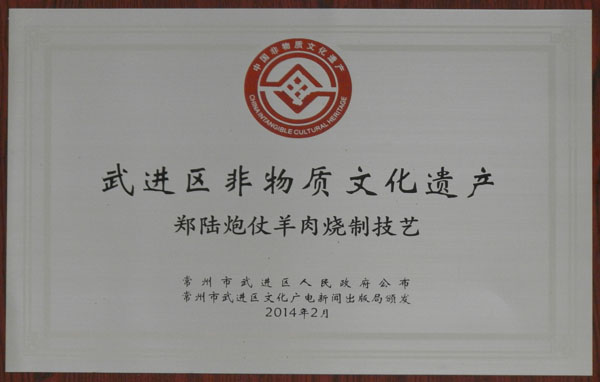 中国非物质文化遗产
CHINA INTANGIBLE CULTURAL HERITAGE
武进区非物质文化遗产
郑陆炮仗羊肉烧制技艺
常州市武进区人民政府公布
常州市武进区文化广电新闻出版局颁发
2014年2月